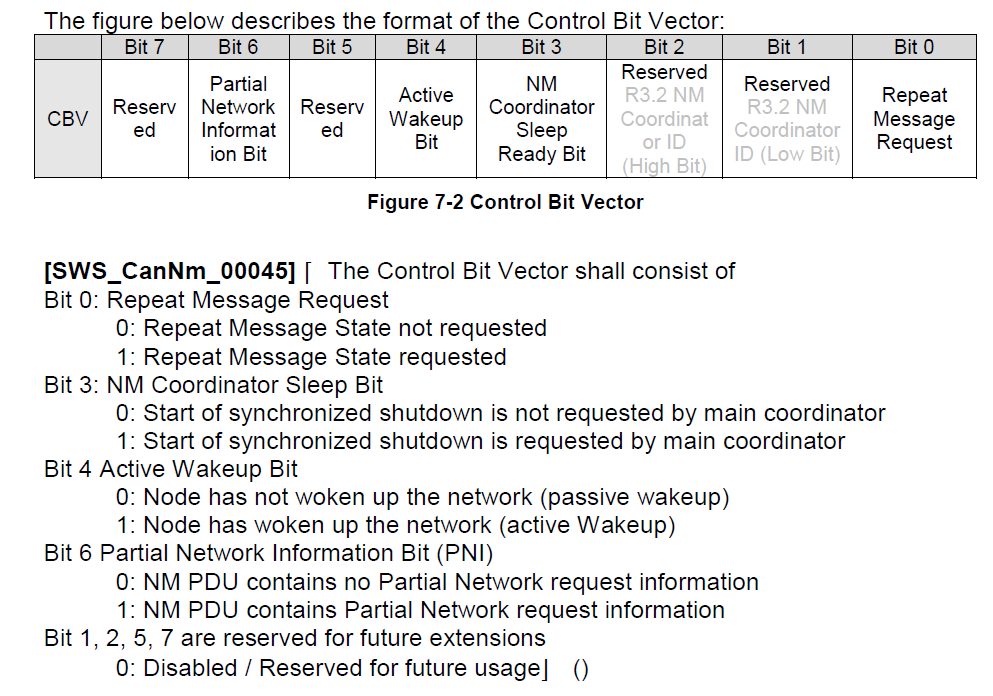 The figure below describes the format of the Control Bit Vector:
Bit 7 Bit 6 Bit 5 Bit 4 Bit 3 Bit 2 Bit 1 Bit 0
CBV
Reserv
ed
Partial
Network
Informat
ion Bit
Reserv
ed
Active
Wakeup
Bit
NM
Coordinator
Sleep
Ready Bit
Reserved
R3.2 NM
Coordinat
or ID
(High Bit)
Reserved
R3.2 NM
Coordinator
ID (Low Bit)
Repeat
Message
Request
Figure 7-2 Control Bit Vector
[SWS_CanNm_00045] ⌈ The Control Bit Vector shall consist of
Bit 0: Repeat Message Request
0: Repeat Message State not requested
1: Repeat Message State requested
Bit 3: NM Coordinator Sleep Bit
0: Start of synchronized shutdown is not requested by main coordinator
1: Start of synchronized shutdown is requested by main coordinator
Bit 4 Active Wakeup Bit
0: Node has not woken up the network (passive wakeup)
1: Node has woken up the network (active Wakeup)
Bit 6 Partial Network Information Bit (PNI)
0: NM PDU contains no Partial Network request information
1: NM PDU contains Partial Network request information
Bit 1, 2, 5, 7 are reserved for future extensions
0: Disabled / Reserved for future usage⌋ ()